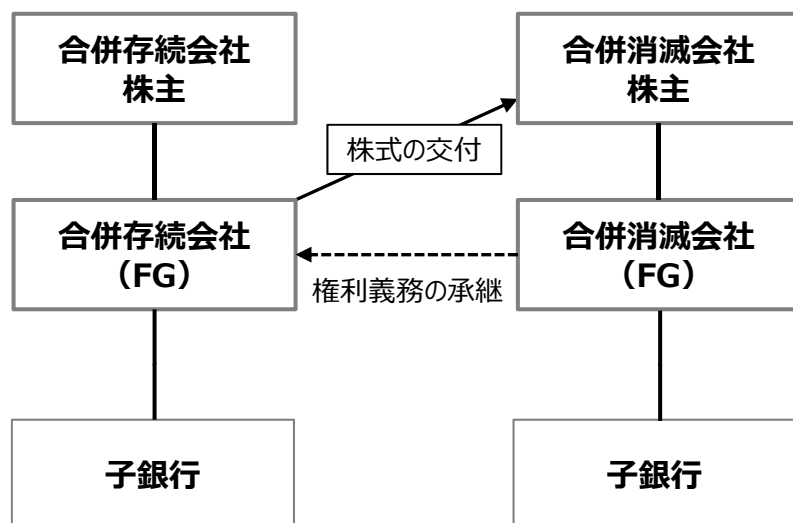 合併存続会社
株主
合併消滅会社
株主
株式の交付
合併存続会社
（FG）
合併消滅会社
（FG）
権利義務の承継
子銀行
子銀行